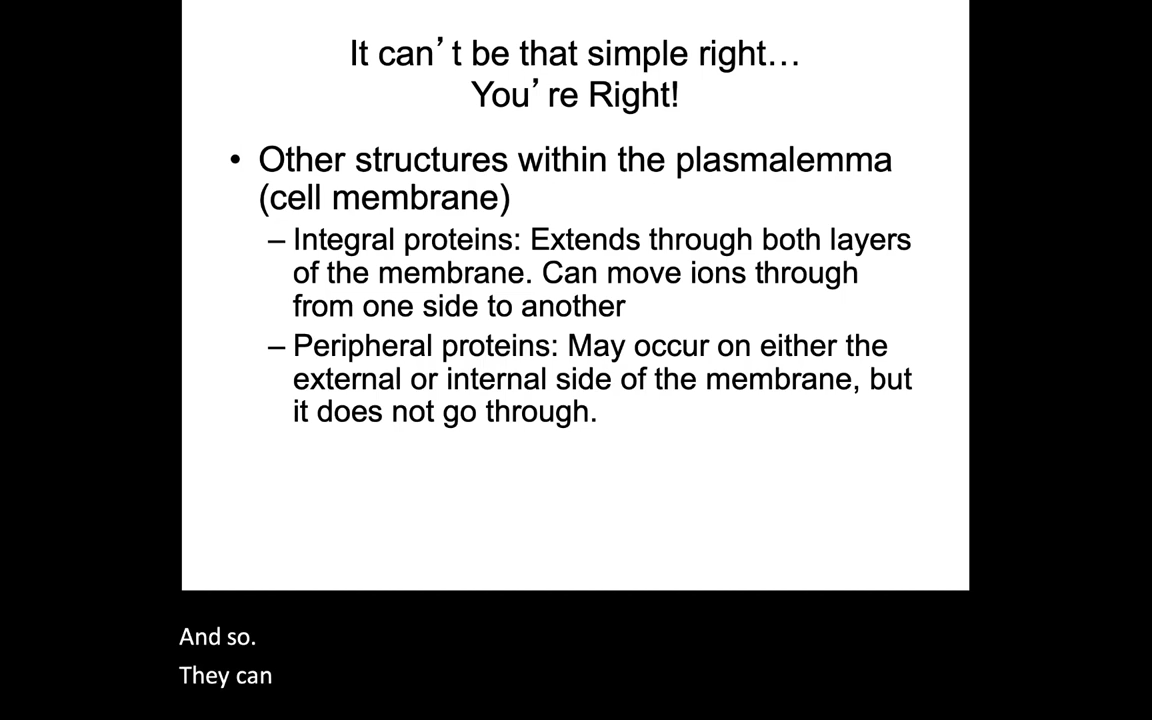 It can’t be that simple right…
You’re Right!
• Other structures within the plasmalemma
(cell membrane)
– Integral proteins: Extends through both layers
of the membrane. Can move ions through
from one side to another
– Peripheral proteins: May occur on either the
external or internal side of the membrane, but
it does not go through.
And so.
They can